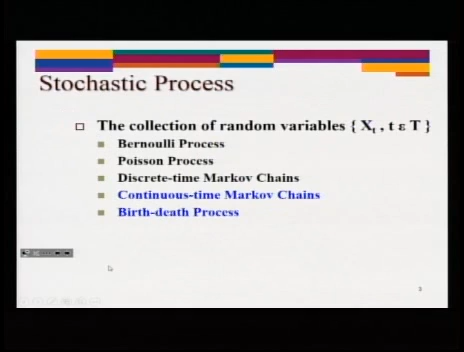 Stochastic Process
The collection of random variables { Xt , t ε T }
Bernoulli Process
Poisson Process
Discrete-time Markov Chains
Continuous-time Markov Chains
Birth-death Process
3